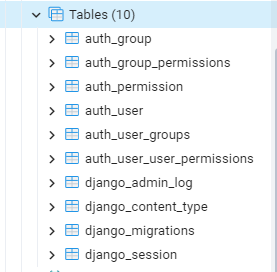 Tables (10)
auth_group
auth_group_permissions
auth_permission
auth_user
auth_user_groups
auth_user_user_permissions
django_admin_log
django_content_type
django_migrations
django_session